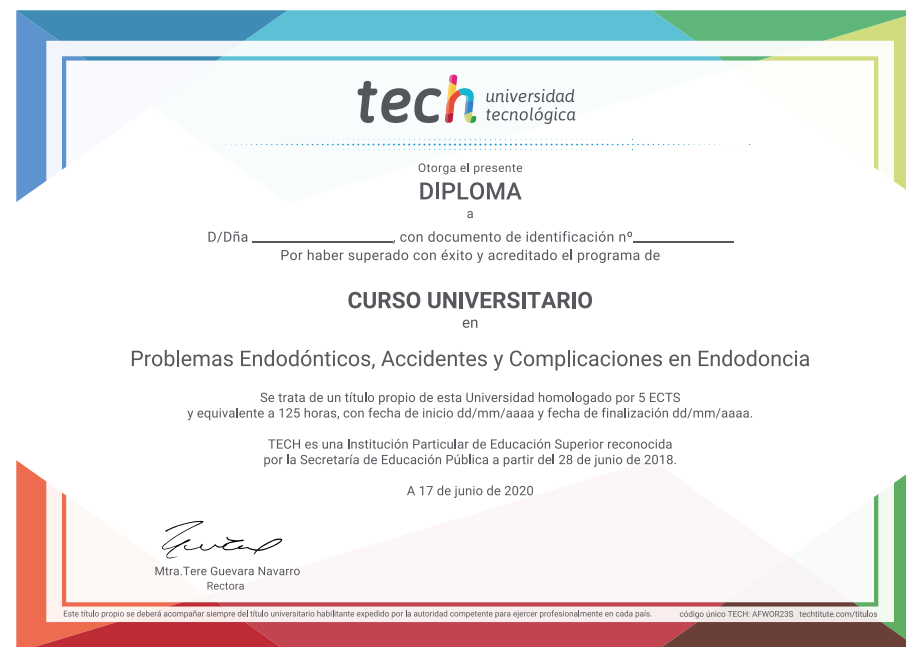 tech universidad
tecnológica
Otorga el presente
DIPLOMA
a
D/Dña ____________________, con documento de identificación nº______________
Por haber superado con éxito y acreditado el programa de
CURSO UNIVERSITARIO
en
Problemas Endodónticos, Accidentes y Complicaciones en Endodoncia
Se trata de un título propio de esta Universidad homologado por 5 ECTS
y equivalente a 125 horas, con fecha de inicio dd/mm/aaaa y fecha de finalización dd/mm/aaaa.
TECH es una Institución Particular de Educación Superior reconocida
por la Secretaría de Educación Pública a partir del 28 de junio de 2018.
A 17 de junio de 2020
Mtra.Tere Guevara Navarro
Rectora
Este título propio se deberá acompañar siempre del título universitario habilitante expedido por la autoridad competente para ejercer profesionalmente en cada país. código único TECH: AFWOR23S techtitute.com/títulos